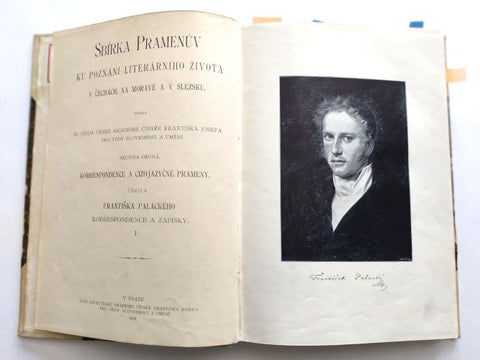 SBÍRKA PRAMENŮV
KU POZNÁNÍ LITERÁRNÍHO ŽIVOTA
V ČECHÁCH, NA MORAVĚ A V SLEZSKU.
III. TŘÍDA ČESKÉ AKADEMIE CÍSAŘE FRANTIŠKA JOSEFA
PRO VĚDY, SLOVESNOST A UMĚNÍ.
SKUPINA DRUHÁ.
KORRESPONDENCE A CIZOJAZYČNÉ PRAMENY.
ČÍSLO 4.
FRANTIŠKA PALACKÉHO
KORRESPONDENCE A ZÁPISKY.
I.
V PRAZE.
NÁKLADEM ČESKÉ AKADEMIE CÍSAŘE FRANTIŠKA JOSEFA
PRO VĚDY, SLOVESNOST A UMĚNÍ.
František Palacký